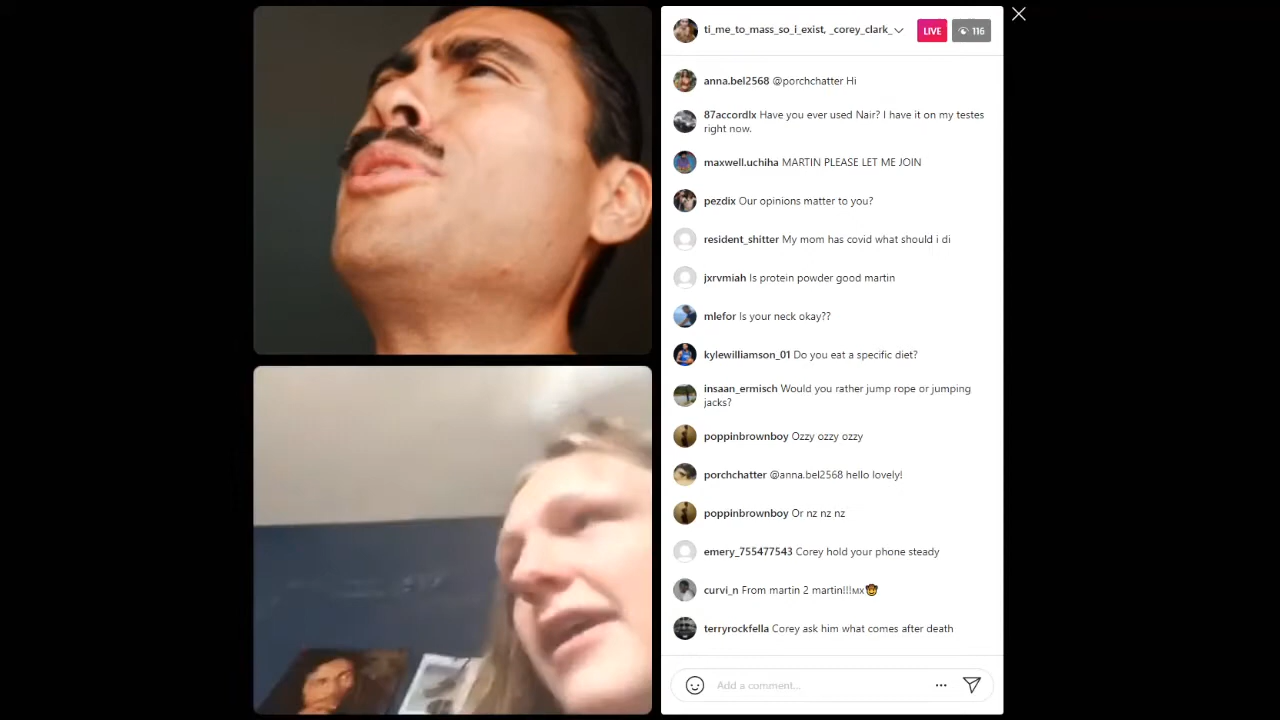 ti_me_to_mass_so_i_exist, _corey_clark_
LIVE
116
anna.bel2568 @porchchatter Hi
87accordlx Have you ever used Nair? I have it on my testes
right now.
maxwell.uchiha MARTIN PLEASE LET ME JOIN
pezdix Our opinions matter to you?
resident_shitter My mom has covid what should i di
jxrvmiah Is protein powder good martin
mlefor Is your neck okay??
kylewilliamson_01 Do you eat a specific diet?
insaan_ermisch Would you rather jump rope or jumping
jacks?
poppinbrownboy Ozzy ozzy ozzy
porchchatter @anna.bel2568 hello lovely!
poppinbrownboy Or nz nz nz
emery_755477543 Corey hold your phone steady
curvi_n From martin 2 martin!!!🇲🇽🤠
terryrockfella Corey ask him what comes after death
Add a comment...